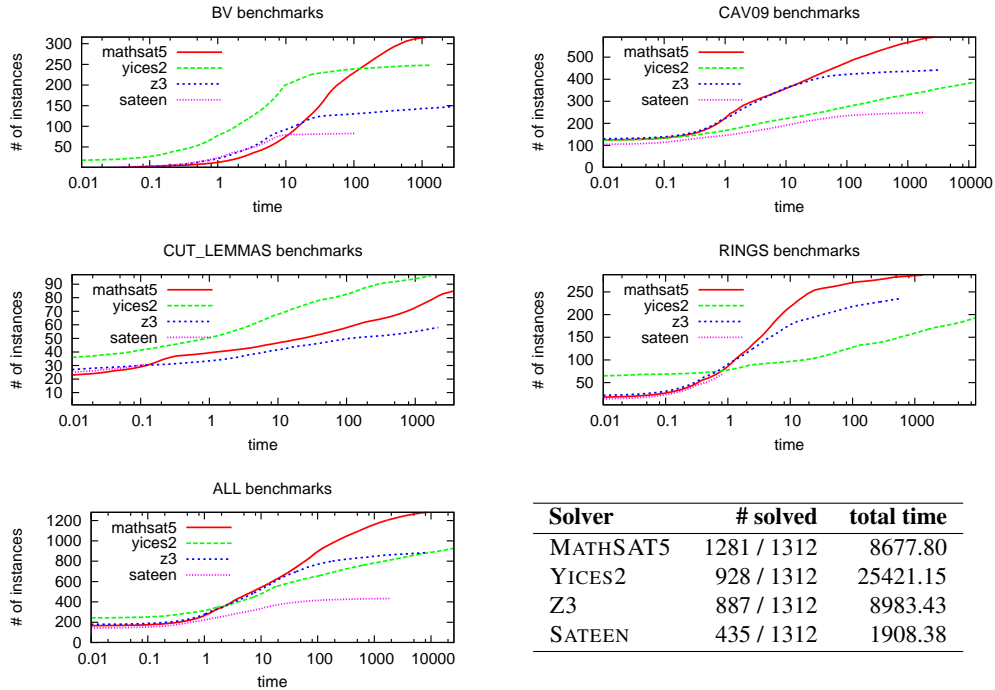 BV benchmarks
# of instances
300
250
200
150
100
50
mathsat5
yices2
z3
sateen
0.01 0.1 1 10 100 1000
time
CAV09 benchmarks
# of instances
500
400
300
200
100
0
mathsat5
yices2
z3
sateen
0.01 0.1 1 10 100 1000 10000
time
CUT_LEMMAS benchmarks
# of instances
90
80
70
60
50
40
30
20
10
mathsat5
yices2
z3
sateen
0.01 0.1 1 10 100 1000
time
RINGS benchmarks
# of instances
250
200
150
100
50
mathsat5
yices2
z3
sateen
0.01 0.1 1 10 100 1000
time
ALL benchmarks
# of instances
1200
1000
800
600
400
200
0
mathsat5
yices2
z3
sateen
0.01 0.1 1 10 100 1000 10000
time
Solver # solved total time
MATHSAT5 1281 / 1312 8677.80
YICES2 928 / 1312 25421.15
Z3 887 / 1312 8983.43
SATEEN 435 / 1312 1908.38